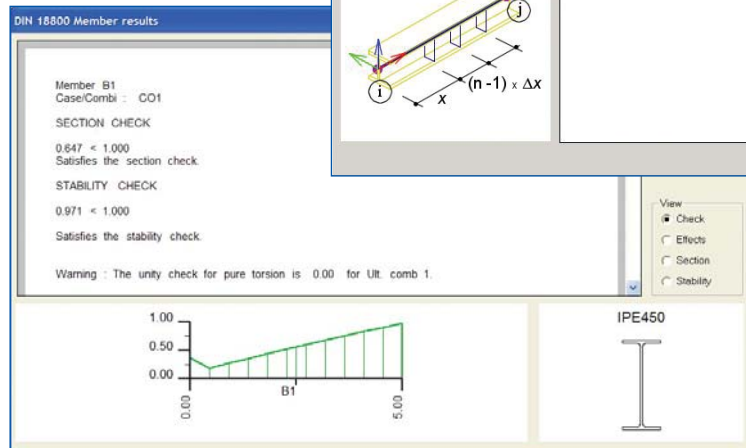 DIN 18800 Member results
j
i
x
(n -1) x Δx
Member B1
Case/Combi : CO1
SECTION CHECK
0.647 < 1.000
Satisfies the section check.
STABILITY CHECK
0.971 < 1.000
Satisfies the stability check.
Warning : The unity check for pure torsion is 0.00 for Ult. comb 1.
View
Check
Effects
Section
Stability
1.00
0.50
0.00
B1
0.00
5.00
IPE450